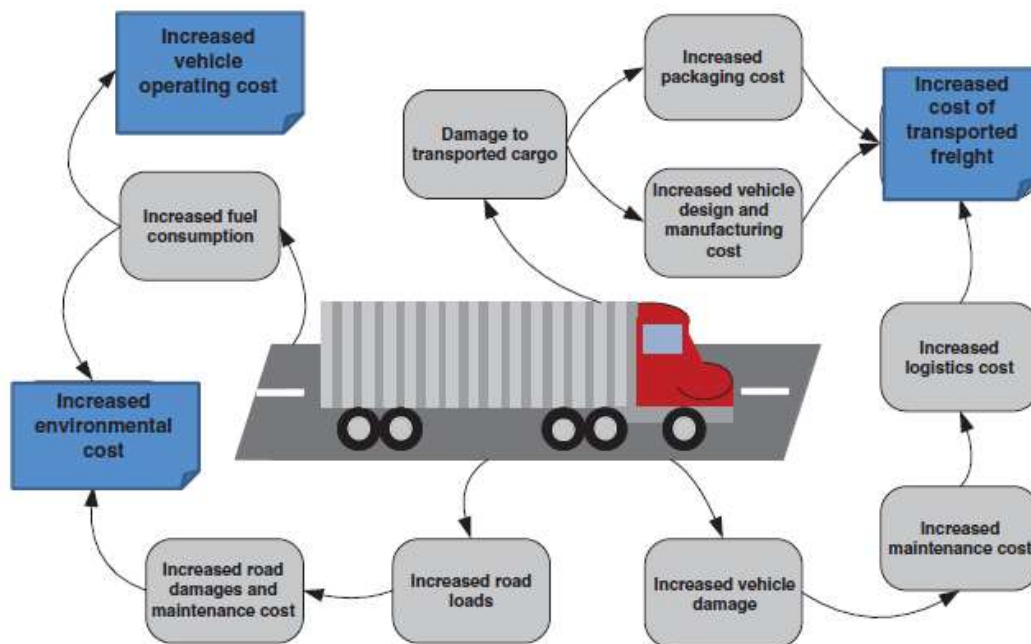 Increased
vehicle
operating cost
Increased fuel
consumption
Increased
environmental
cost
Increased road
damages and
maintenance cost
Increased road
loads
Damage to
transported cargo
Increased
packaging cost
Increased vehicle
design and
manufacturing
cost
Increased
cost of
transported
freight
Increased
logistics cost
Increased
maintenance cost
Increased vehicle
damage